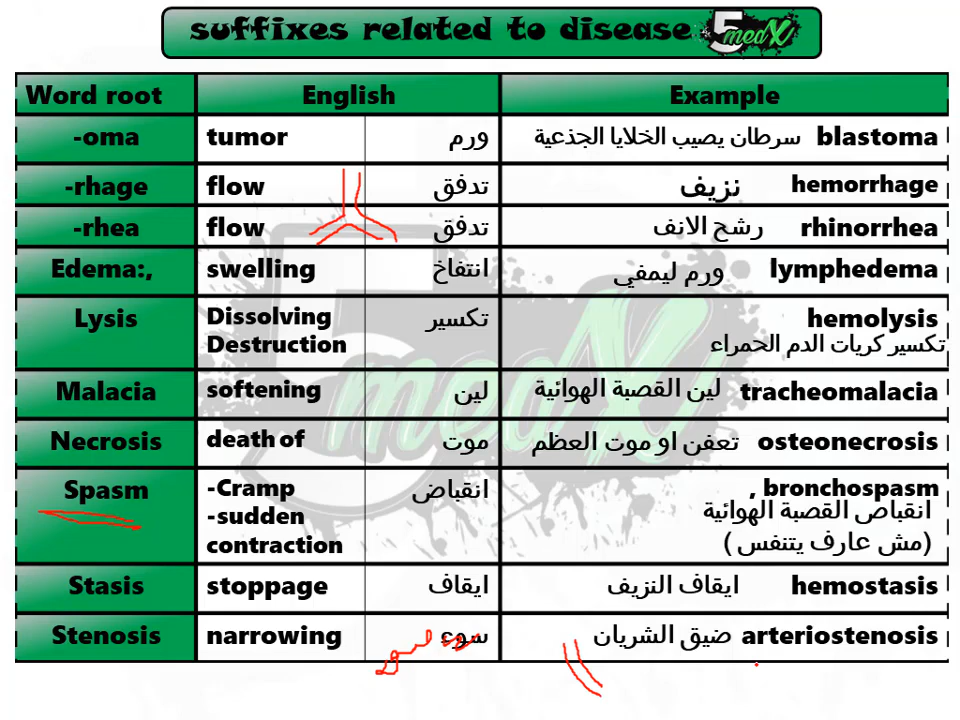 suffixes related to disease 5 medX
Word root English Example
-oma tumor ورم سرطان يصيب الخلايا الجذعية blastoma
-rhage flow تدفق نزيف hemorrhage
-rhea flow تدفق رشح الانف rhinorrhea
Edema:, swelling انتفاخ ورم ليمفي lymphedema
Lysis Dissolving تكسير hemolysis
Destruction تكسير كريات الدم الحمراء
Malacia softening لين لين القصبة الهوائية tracheomalacia
Necrosis death of موت تعفن او موت العظم osteonecrosis
Spasm -Cramp انقباض , bronchospasm
-sudden انقباص القصبة الهوائية
contraction (مش عارف يتنفس )
Stasis stoppage ايقاف ايقاف النزيف hemostasis
Stenosis narrowing سوء ضيق الشريان arteriostenosis
5 medX